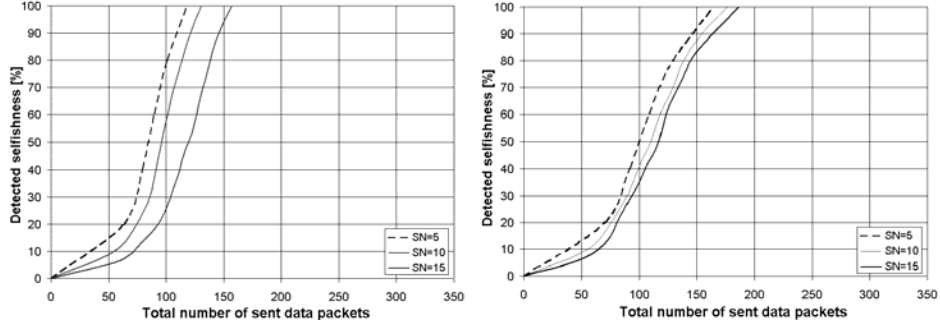 100
90
80
70
60
50
40
30
20
10
0
Detected selfishness [%]
SN=5
SN=10
SN=15
0 50 100 150 200 250 300 350
Total number of sent data packets
100
90
80
70
60
50
40
30
20
10
0
Detected selfishness [%]
SN=5
SN=10
SN=15
0 50 100 150 200 250 300 350
Total number of sent data packets